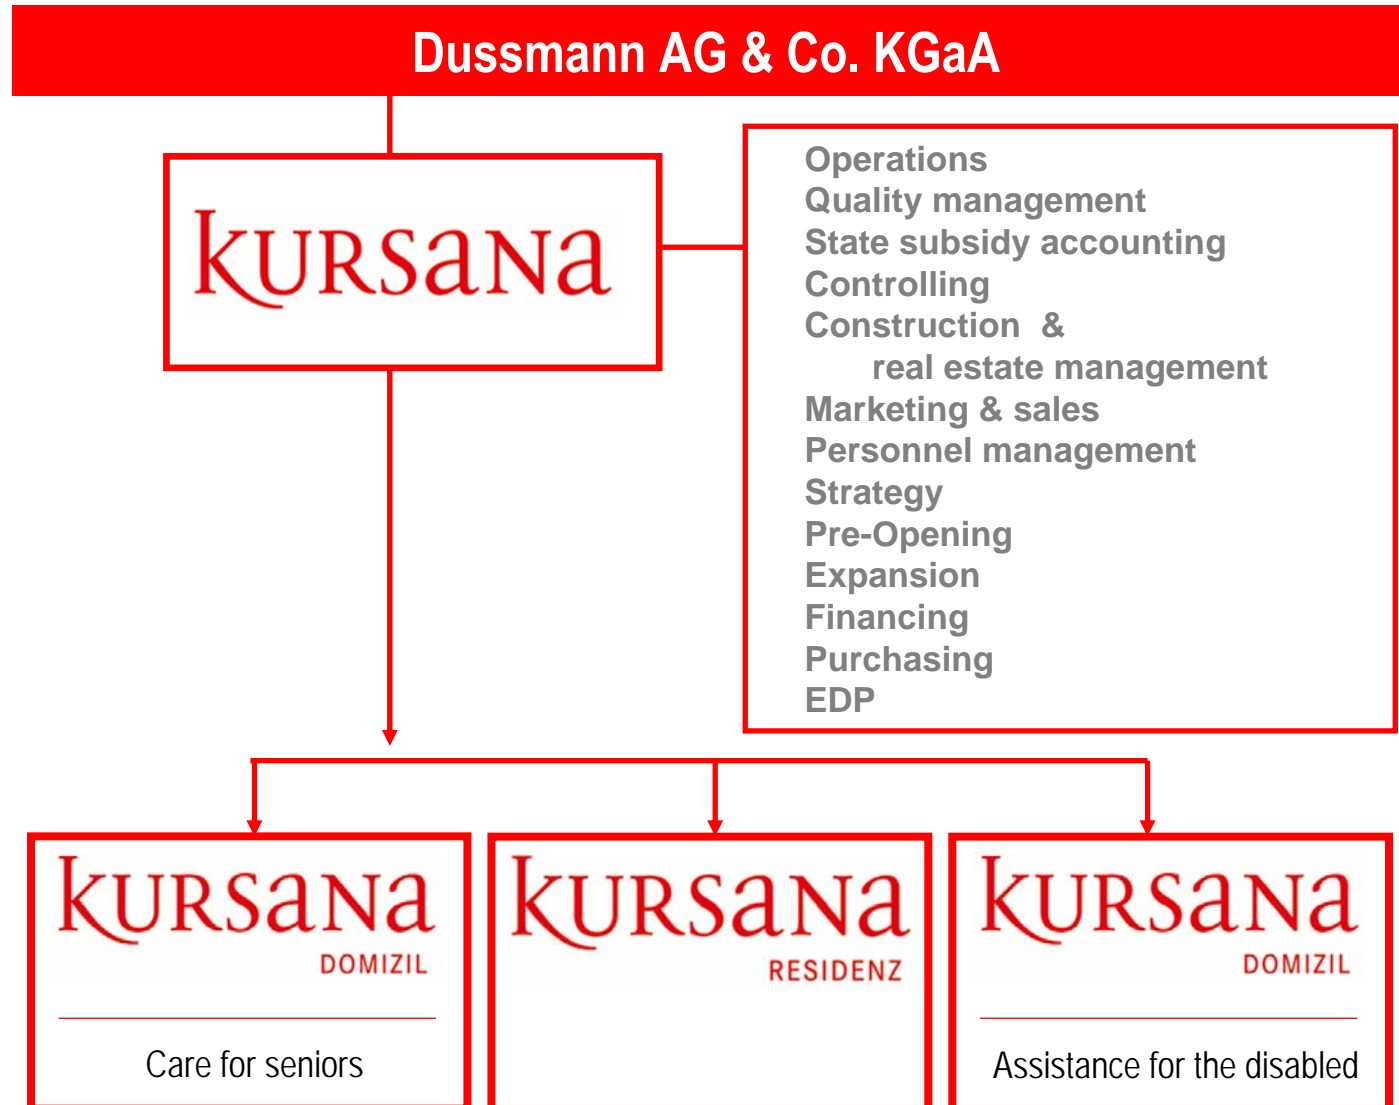 Dussmann AG & Co. KGaA
KURSANA
Operations
Quality management
State subsidy accounting
Controlling
Construction &
real estate management
Marketing & sales
Personnel management
Strategy
Pre-Opening
Expansion
Financing
Purchasing
EDP
KURSANA
DOMIZIL
Care for seniors
KURSANA
RESIDENZ
KURSANA
DOMIZIL
Assistance for the disabled